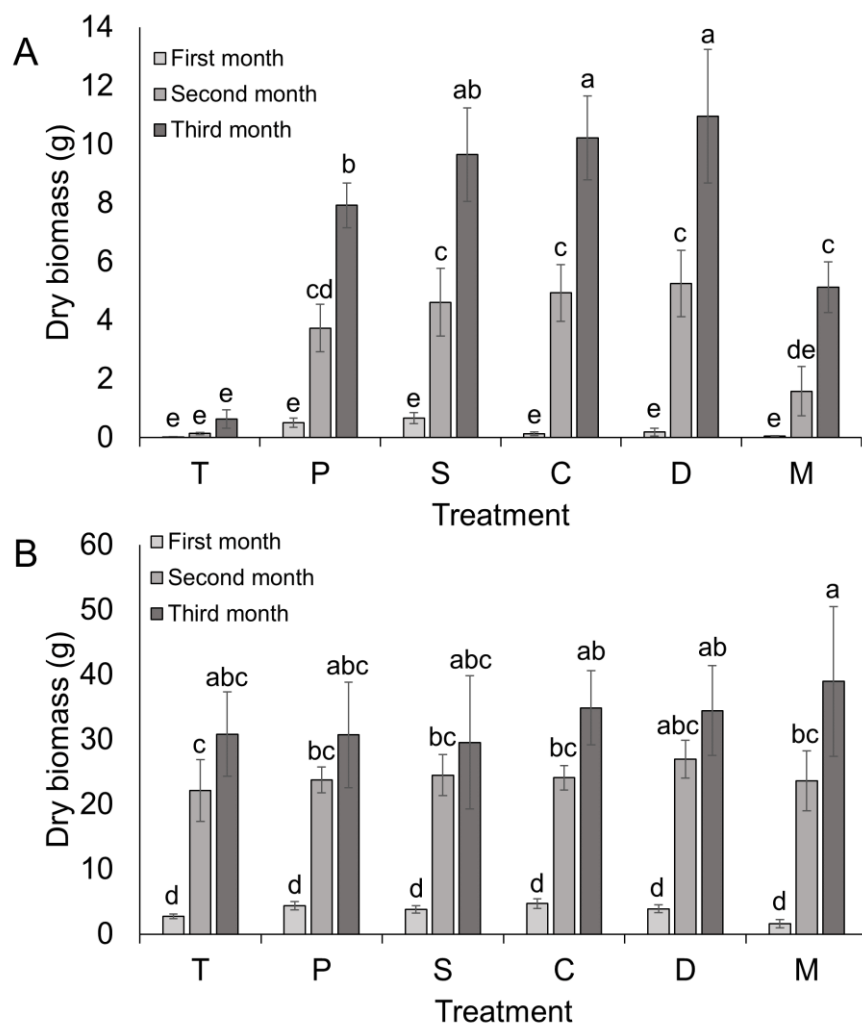 A
Dry biomass (g)
14
12
10
8
6
4
2
0
First month
Second month
Third month
e e e
e cd b
e c ab
e c a
e c a
e de c
T P S C D M
Treatment
B
Dry biomass (g)
60
50
40
30
20
10
0
First month
Second month
Third month
d c abc
d bc abc
d bc abc
d bc ab
d abc ab
d bc a
T P S C D M
Treatment